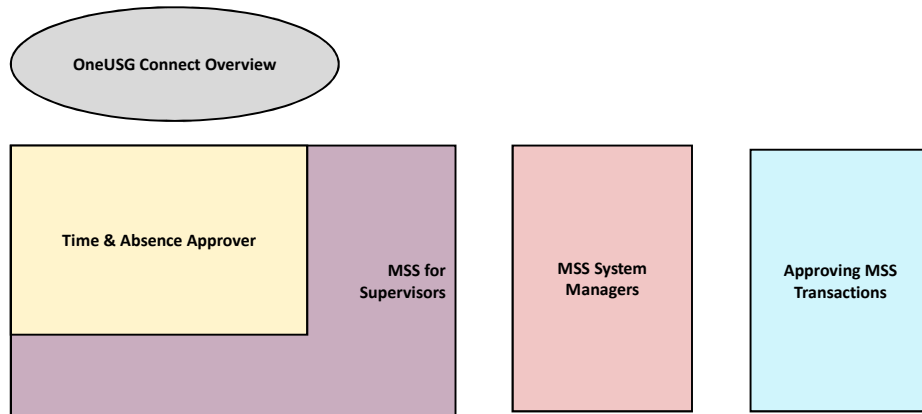 OneUSG Connect Overview
Time & Absence Approver
MSS for
Supervisors
MSS System
Managers
Approving MSS
Transactions